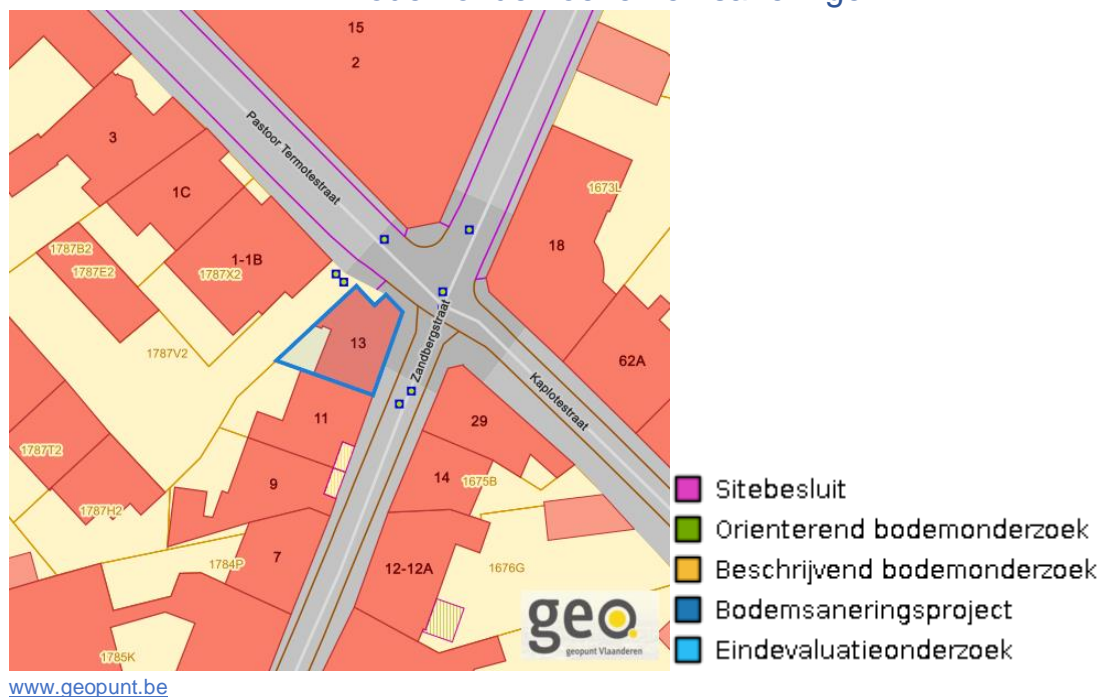 15
2
3
Pastoor Termotestraat
1673L
1C
18
1787B2
1787E2
1-1B
1787X2
13
Zandbergstraat
1787V2
62A
Kaplotestraat
11
29
1787T2
9
14
1675B
1787H2
7
1784P
12-12A
1676G
1785K
geo.
geopunt Vlaanderen
Sitebesluit
Orienterend bodemonderzoek
Beschrijvend bodemonderzoek
Bodemsaneringsproject
Eindevaluatieonderzoek
www.geopunt.be